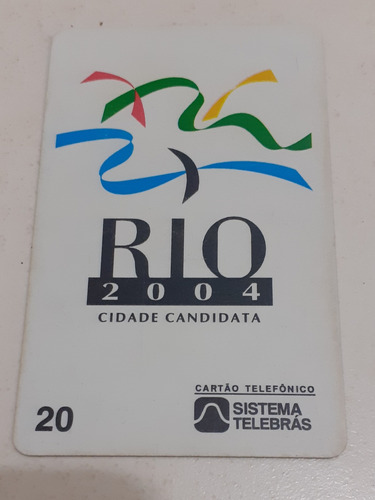 RIO
2004
CIDADE CANDIDATA
CARTÃO TELEFÔNICO
20
SISTEMA
TELEBRÁS